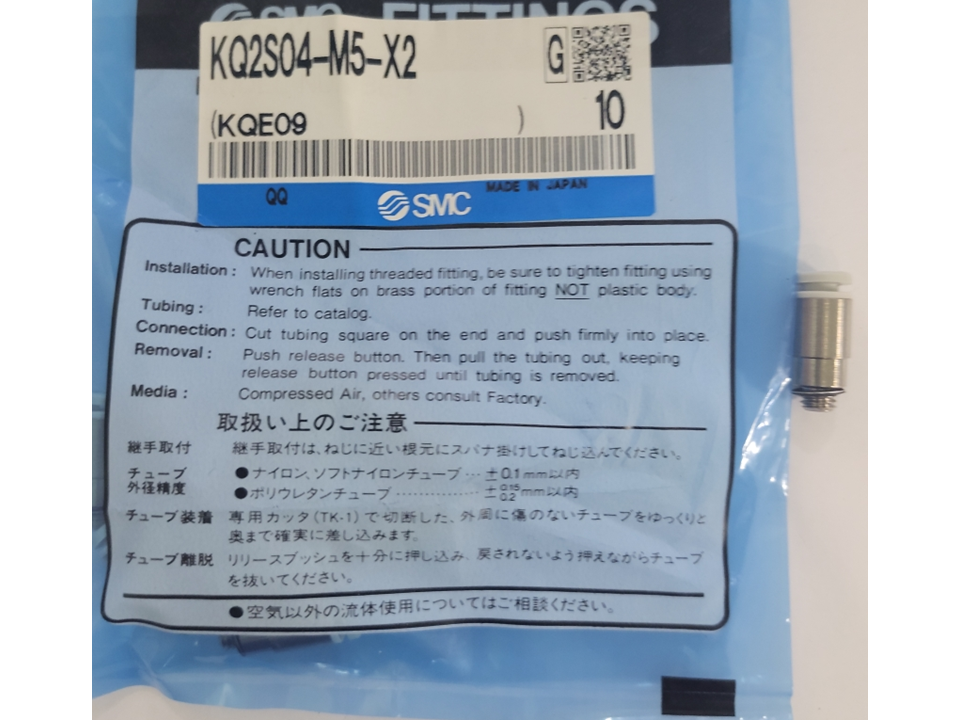 SMC FITTINGS
KQ2S04-M5-X2
G
(KQE09 )
10
QQ
SMC
MADE IN JAPAN
CAUTION
Installation : When installing threaded fitting, be sure to tighten fitting using
wrench flats on brass portion of fitting NOT plastic body.
Tubing : Refer to catalog.
Connection : Cut tubing square on the end and push firmly into place.
Removal : Push release button. Then pull the tubing out, keeping
release button pressed until tubing is removed.
Media : Compressed Air, others consult Factory.
取扱い上のご注意
継手取付 継手取付は、ねじに近い根元にスパナ掛けしてねじ込んでください。
チューブ ●ナイロン、ソフトナイロンチューブ … ±0.1mm以内
外径精度 ●ポリウレタンチューブ …………… ± 0.15 0.2 mm以内
チューブ装着 専用カッタ(TK-1)で切断した、外周に傷のないチューブをゆっくりと
奥まで確実に差し込みます。
チューブ離脱 リリースプッシュを十分に押し込み、戻されないよう押えながらチューブ
を抜いてください。
●空気以外の流体使用についてはご相談ください。